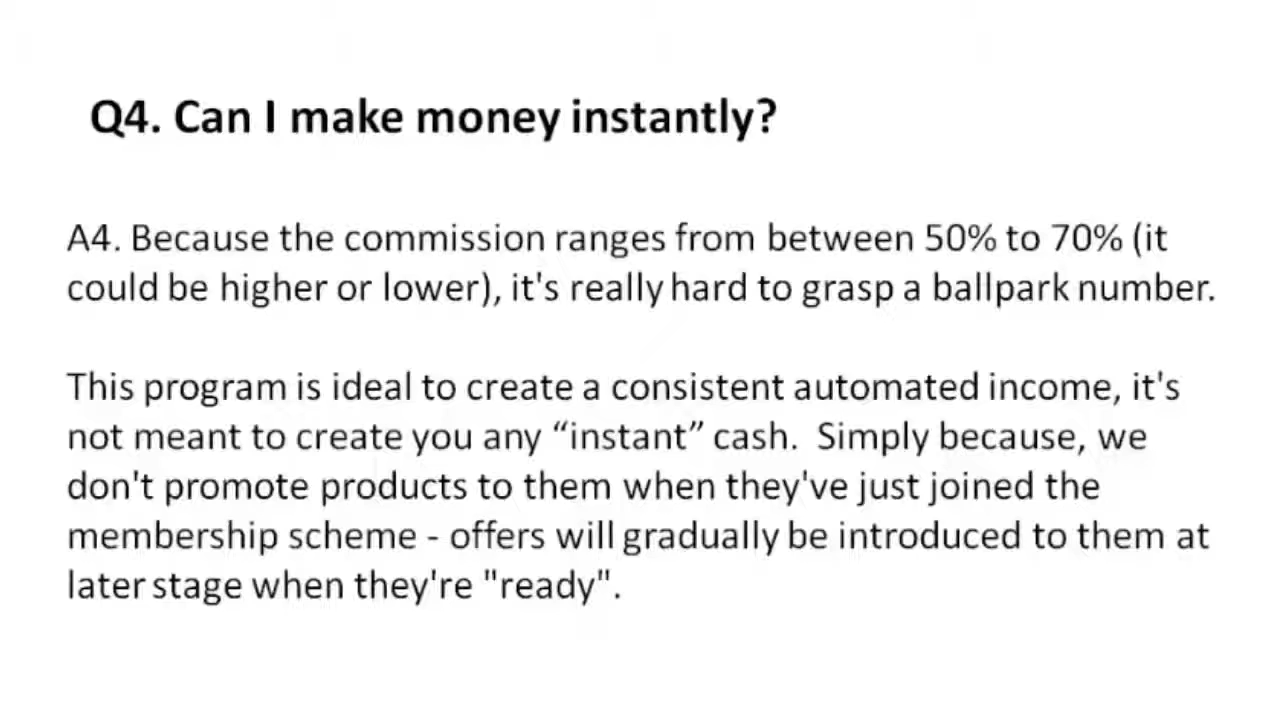 Q4. Can I make money instantly?
A4. Because the commission ranges from between 50% to 70% (it
could be higher or lower), it's really hard to grasp a ballpark number.
This program is ideal to create a consistent automated income, it's
not meant to create you any “instant” cash.  Simply because, we
don't promote products to them when they've just joined the
membership scheme - offers will gradually be introduced to them at
later stage when they're "ready".